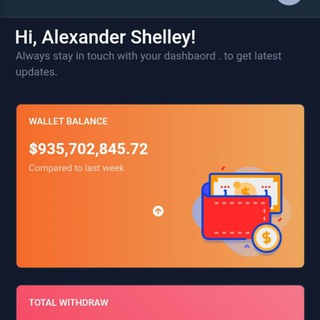 Hi, Alexander Shelley!
Always stay in touch with your dashbaord . to get latest
updates.
WALLET BALANCE
$935,702,845.72
Compared to last week
$
$
TOTAL WITHDRAW